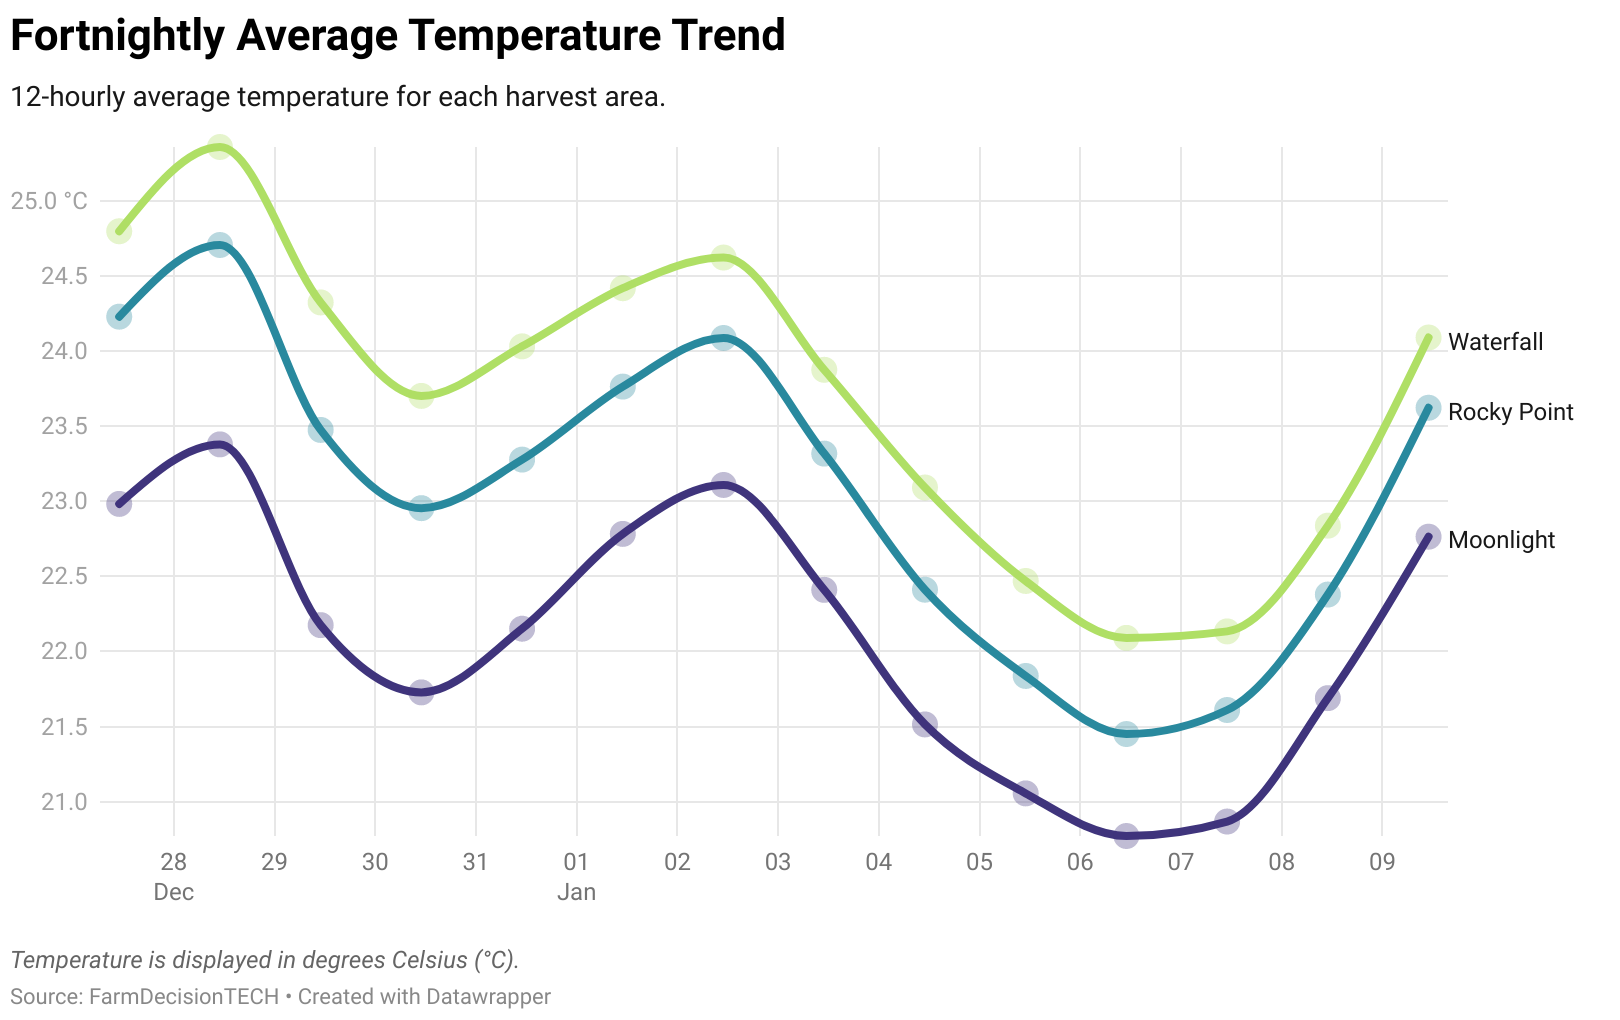 Fortnightly Average Temperature Trend
12-hourly average temperature for each harvest area.
25.0 °C
24.5
24.0
23.5
23.0
22.5
22.0
21.5
21.0
Waterfall
Rocky Point
Moonlight
28 29 30 31 01 02 03 04 05 06 07 08 09
Dec Jan
Temperature is displayed in degrees Celsius (°C).
Source: FarmDecisionTECH • Created with Datawrapper